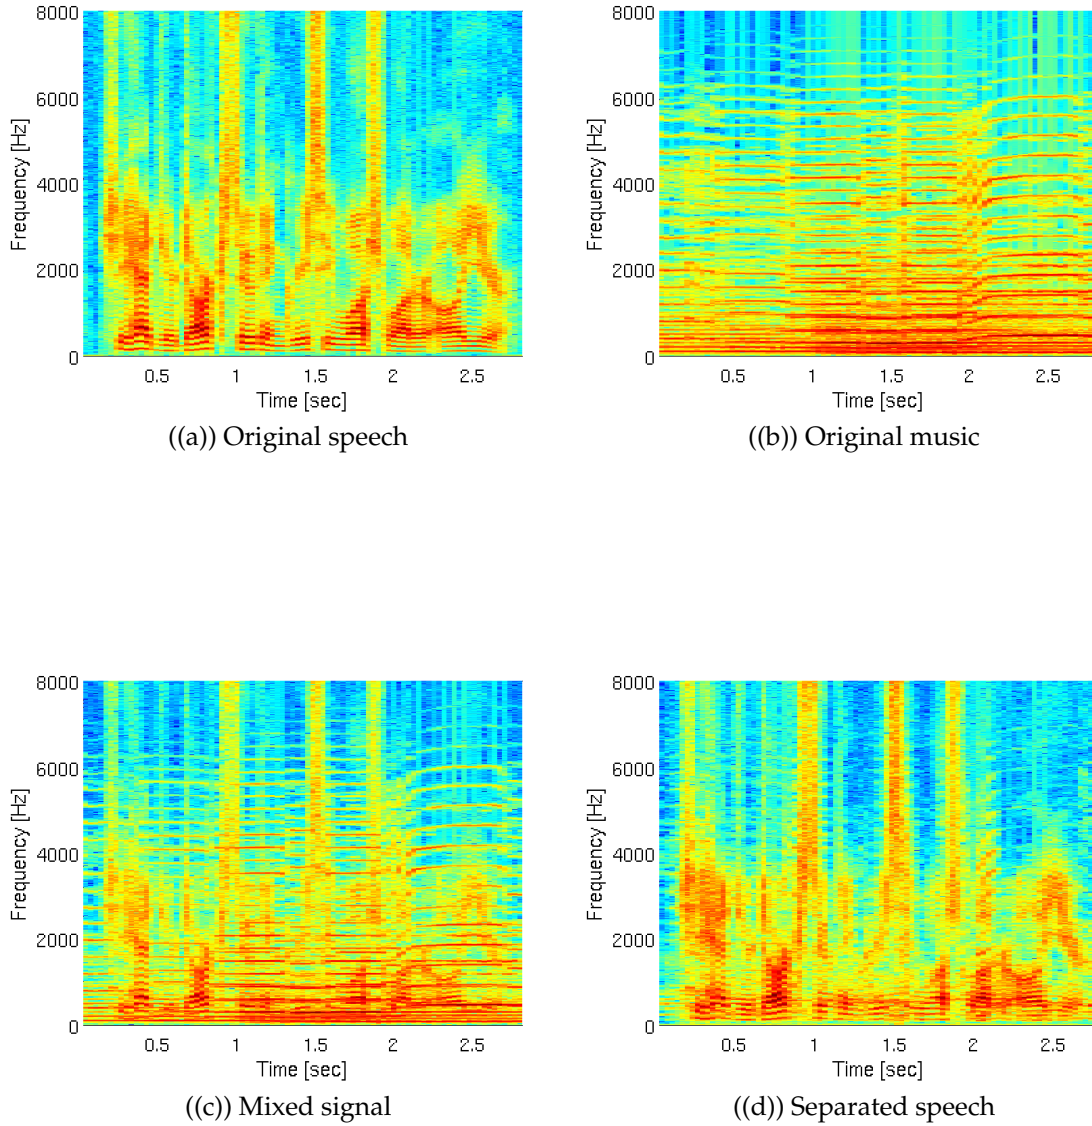 8000
6000
4000
2000
0
Frequency [Hz]
0.5 1 1.5 2 2.5
Time [sec]
((a)) Original speech
8000
6000
4000
2000
0
Frequency [Hz]
0.5 1 1.5 2 2.5
Time [sec]
((b)) Original music
8000
6000
4000
2000
0
Frequency [Hz]
0.5 1 1.5 2 2.5
Time [sec]
((c)) Mixed signal
8000
6000
4000
2000
0
Frequency [Hz]
0.5 1 1.5 2 2.5
Time [sec]
((d)) Separated speech